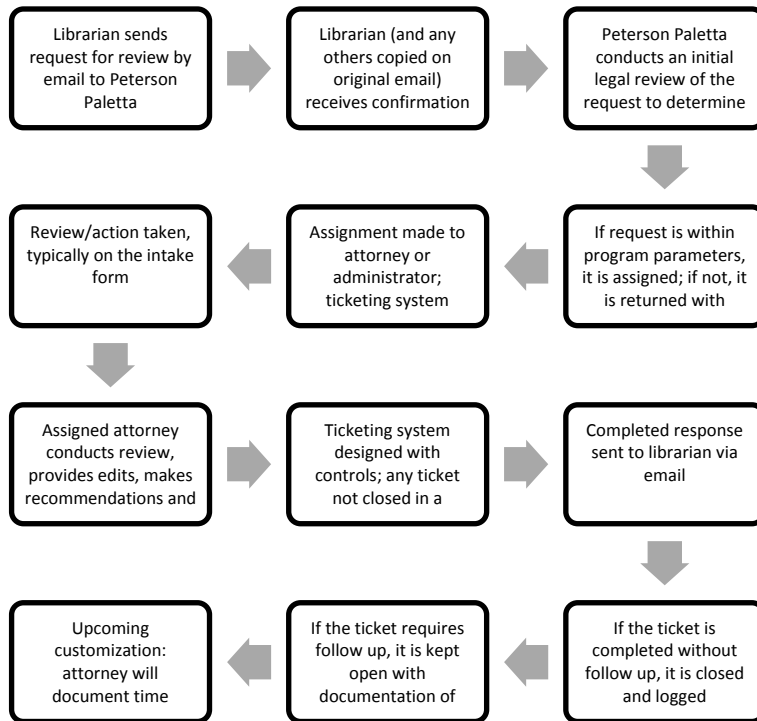 Librarian sends
request for review by
email to Peterson
Paletta
Librarian (and any
others copied on
original email)
receives confirmation
Peterson Paletta
conducts an initial
legal review of the
request to determine
If request is within
program parameters,
it is assigned; if not, it
is returned with
Assignment made to
attorney or
administrator;
ticketing system
Review/action taken,
typically on the intake
form
Assigned attorney
conducts review,
provides edits, makes
recommendations and
Ticketing system
designed with
controls; any ticket
not closed in a
Completed response
sent to librarian via
email
If the ticket is
completed without
follow up, it is closed
and logged
If the ticket requires
follow up, it is kept
open with
documentation of
Upcoming
customization:
attorney will
document time